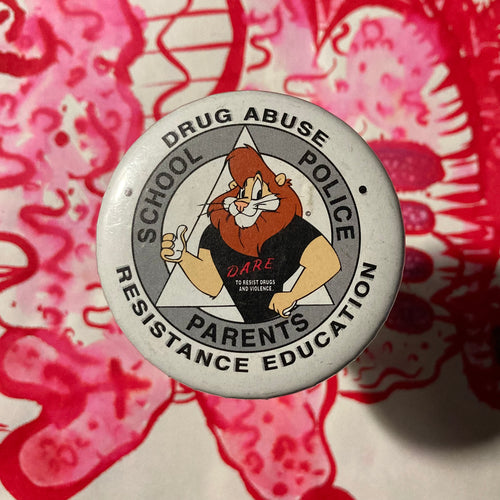 DRUG ABUSE
RESISTANCE EDUCATION
SCHOOL
POLICE
PARENTS
D.A.R.E
TO RESIST DRUGS
AND VIOLENCE.